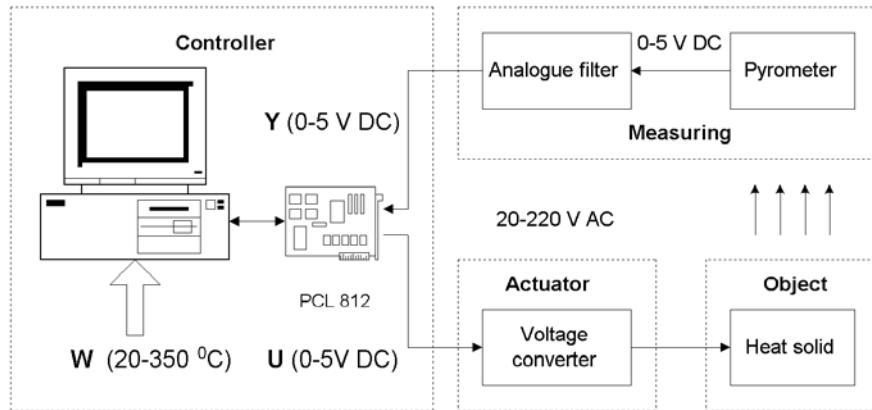 Controller
Y (0-5 V DC)
PCL 812
W (20-350 ⁰C)
U (0-5V DC)
Analogue filter
0-5 V DC
Pyrometer
Measuring
20-220 V AC
Actuator
Voltage
converter
Object
Heat solid